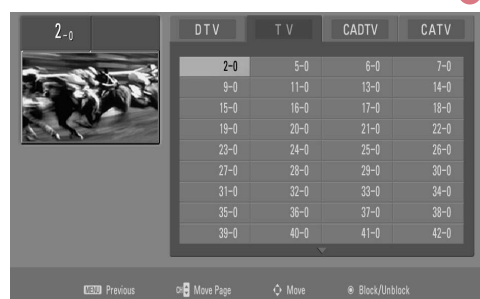 2-0 DTV TV CADTV CATV
2-0 5-0 6-0 7-0
9-0 11-0 13-0 14-0
15-0 16-0 17-0 18-0
19-0 20-0 21-0 22-0
23-0 24-0 25-0 26-0
27-0 28-0 29-0 30-0
31-0 32-0 33-0 34-0
35-0 36-0 37-0 38-0
39-0 40-0 41-0 42-0
MENU Previous CH Move Page Move Block/Unblock